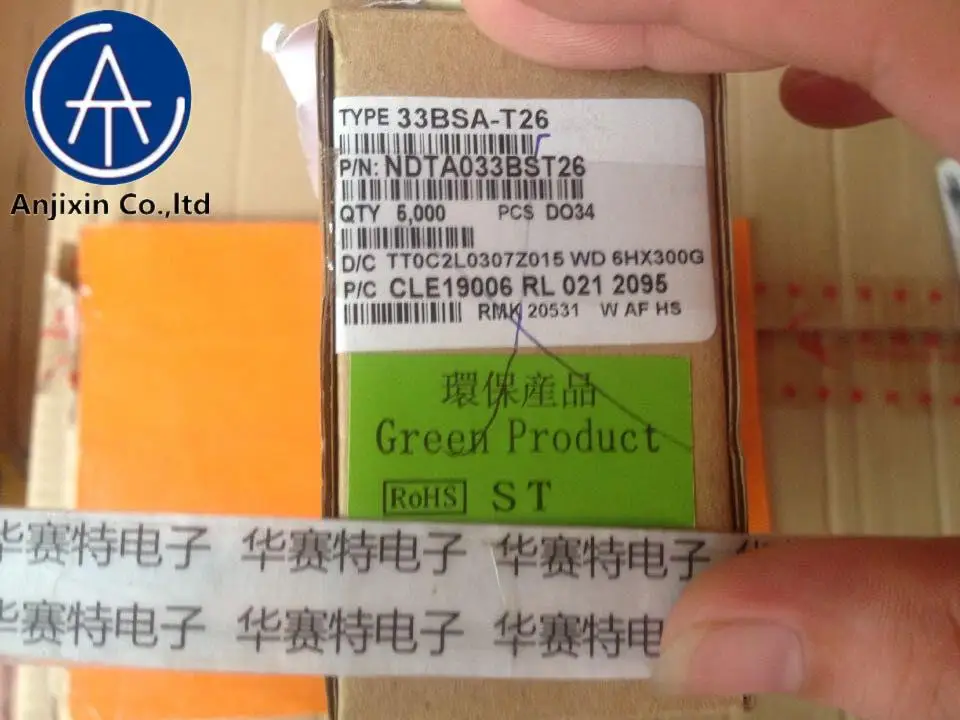 CAT
Anjixin Co.,ltd
TYPE 33BSA-T26
P/N: NDTA033BST26
QTY 5,000 PCS DO34
D/C TT0C2L0307Z015 WD 6HX300G
P/C CLE19006 RL 021 2095
RMK 20531 W AF HS
環保産品
Green Product
RoHS ST
华赛特电子 华赛特电子 华赛特电子 华
华赛特电子 华赛特电子 华赛特电